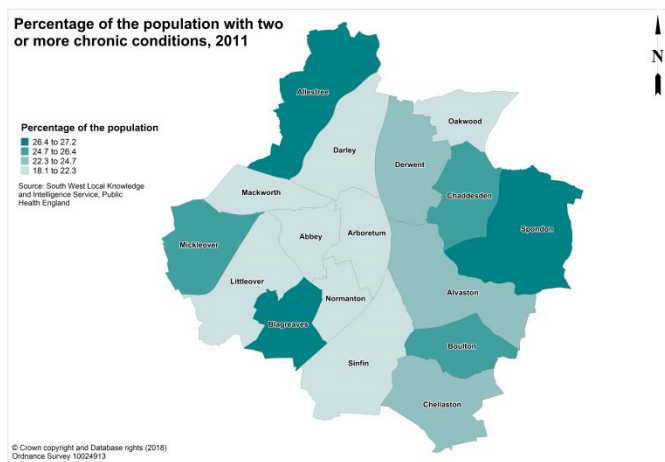 Percentage of the population with two
or more chronic conditions, 2011
N
Allestree
Oakwood
Percentage of the population
26.4 to 27.2
24.7 to 26.4
22.3 to 24.7
18.1 to 22.3
Source: South West Local Knowledge
and Intelligence Service, Public
Health England
Darley
Derwent
Mackworth
Chaddesden
Spondon
Mickleover
Abbey
Arboretum
Littleover
Alvaston
Normanton
Blagreaves
Boulton
Sinfin
Chellaston
© Crown copyright and Database rights (2018)
Ordnance Survey 10024913